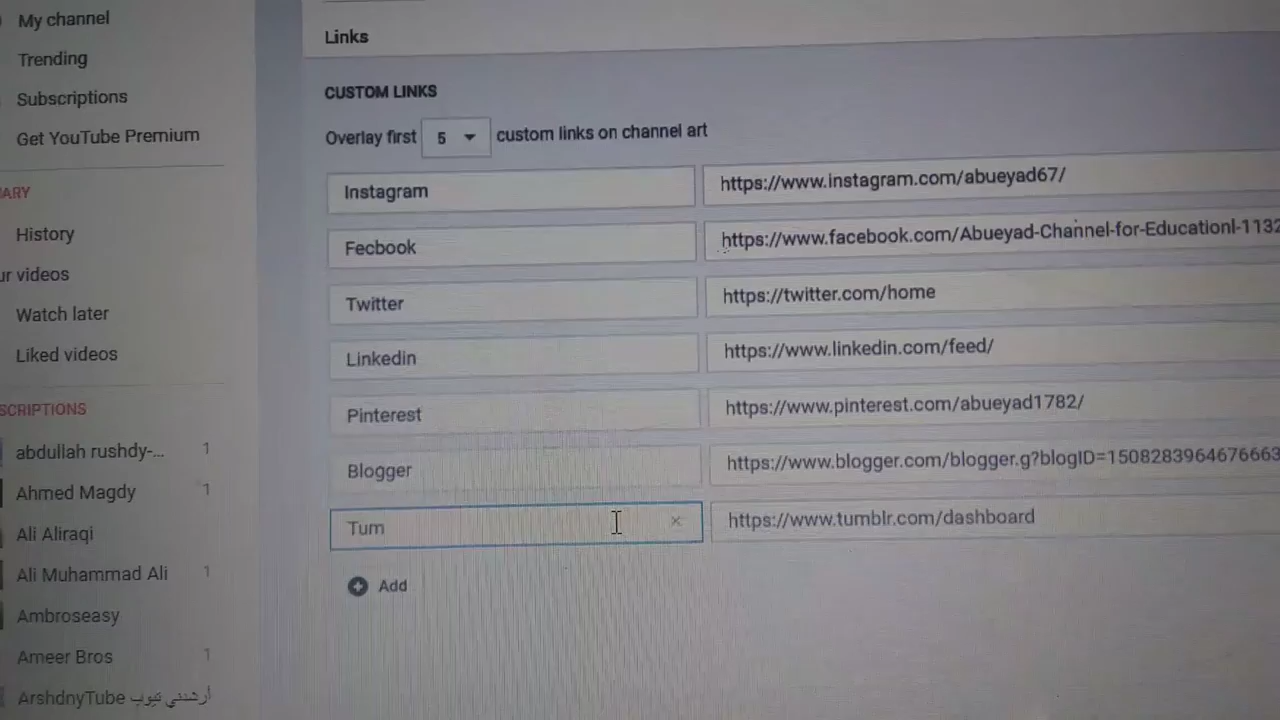 My channel
Trending
Subscriptions
Get YouTube Premium
ARY
History
ur videos
Watch later
Liked videos
SCRIPTIONS
abdullah rushdy-... 1
Ahmed Magdy 1
Ali Aliraqi
Ali Muhammad Ali 1
Ambroseasy
Ameer Bros 1
ArshdnyTube أرشدني تيوب
Links
CUSTOM LINKS
Overlay first 5 custom links on channel art
Instagram https://www.instagram.com/abueyad67/
Fecbook https://www.facebook.com/Abueyad-Channel-for-Educationl-1132
Twitter https://twitter.com/home
Linkedin https://www.linkedin.com/feed/
Pinterest https://www.pinterest.com/abueyad1782/
Blogger https://www.blogger.com/blogger.g?blogID=1508283964676663
Tum https://www.tumblr.com/dashboard
Add